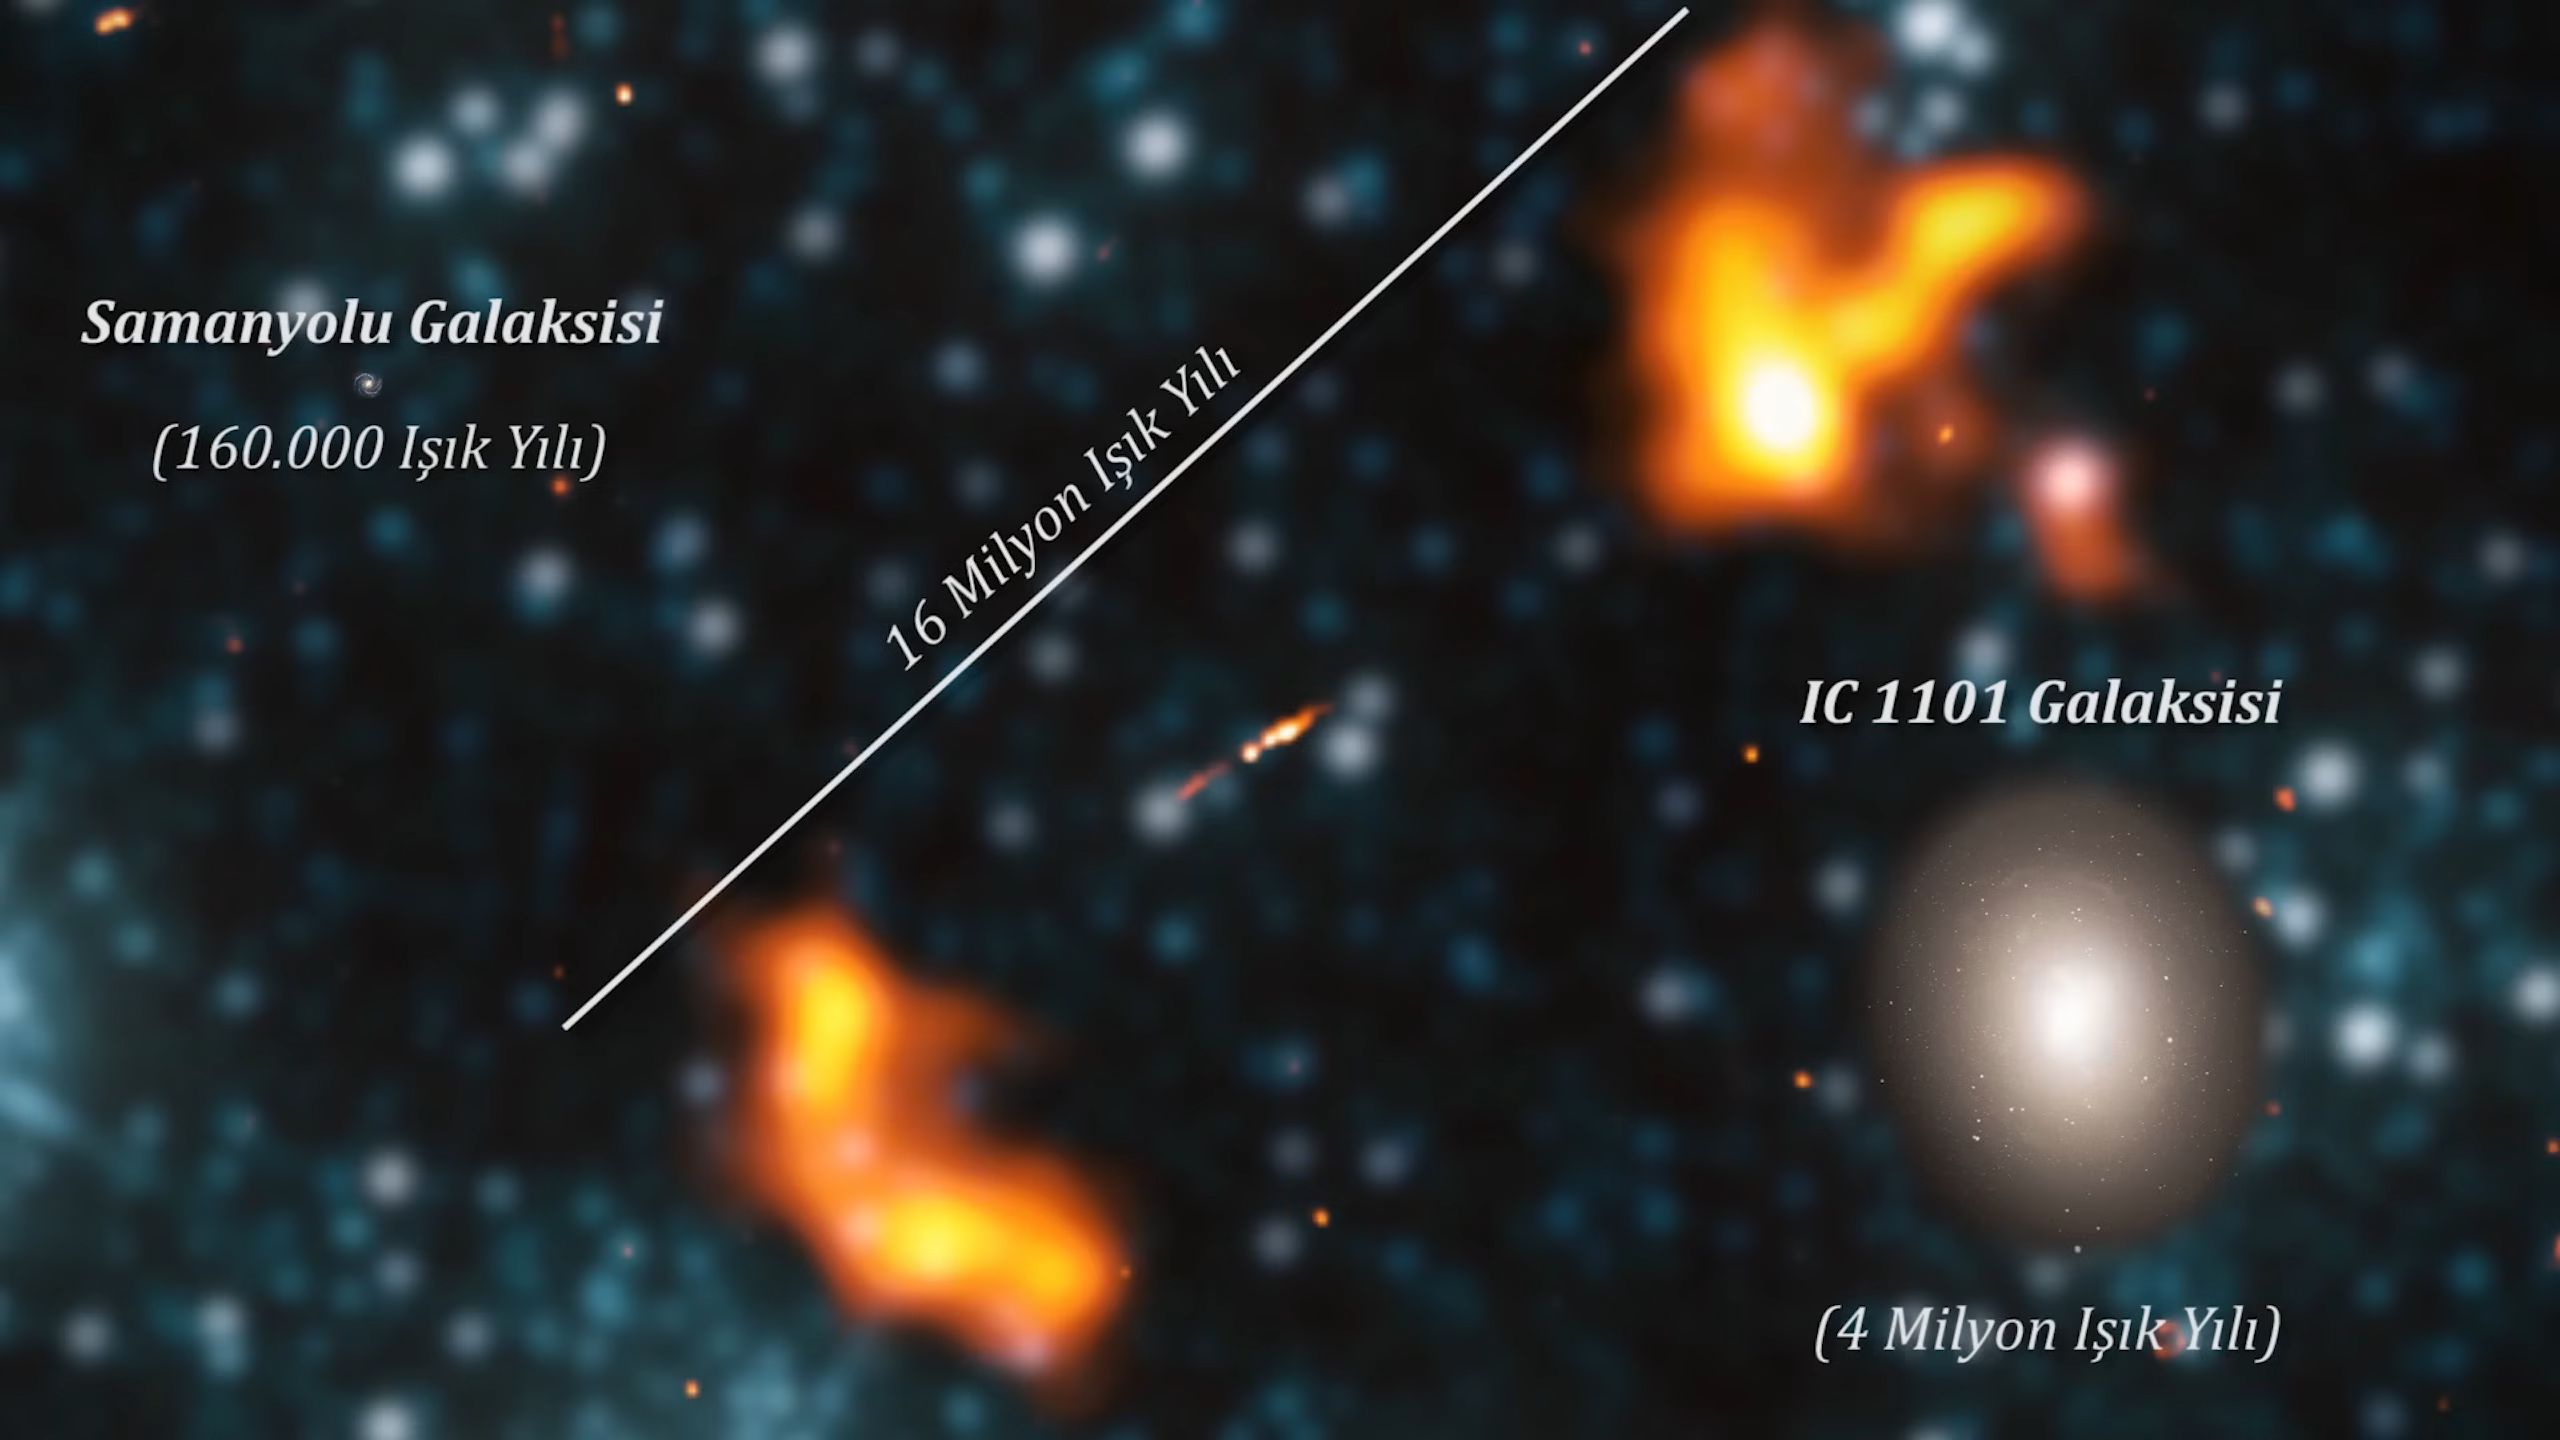 Samanyolu Galaksisi
(160.000 Işık Yılı)
16 Milyon Işık Yılı
IC 1101 Galaksisi
(4 Milyon Işık Yılı)